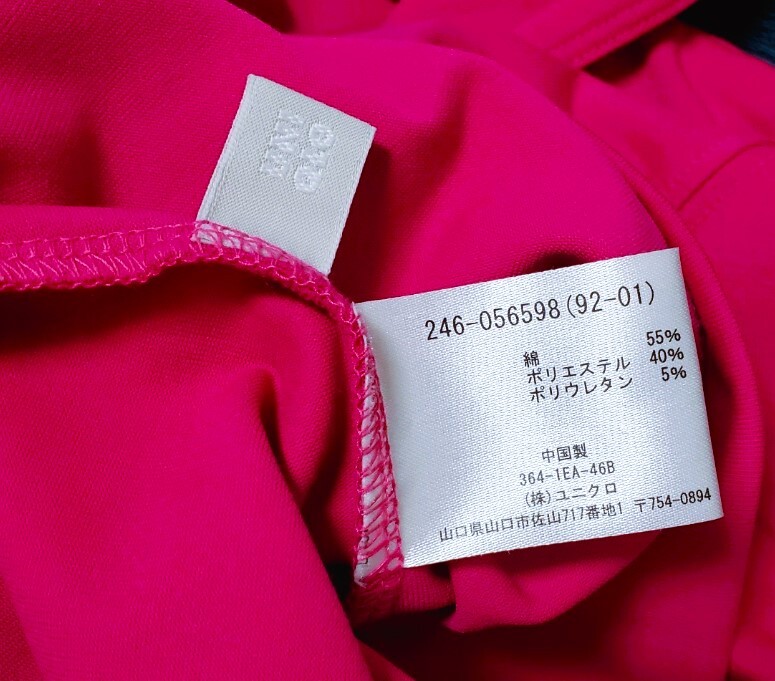 246-056598(92-01)
綿 55%
ポリエステル 40%
ポリウレタン 5%
中国製
364-1EA-46B
(株)ユニクロ
山口県山口市佐山717番地1 〒754-0894